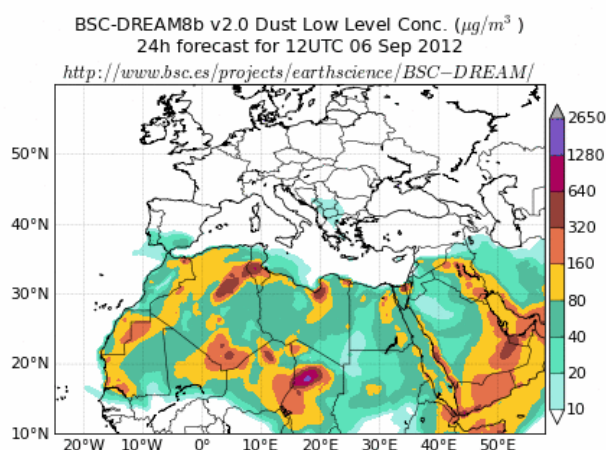 BSC-DREAM8b v2.0 Dust Low Level Conc. (μg/m³ )
24h forecast for 12UTC 06 Sep 2012
http://www.bsc.es/projects/earthscience/BSC−DREAM/
50°N
40°N
30°N
20°N
10°N
20°W 10°W 0° 10°E 20°E 30°E 40°E 50°E
2650
1280
640
320
160
80
40
20
10